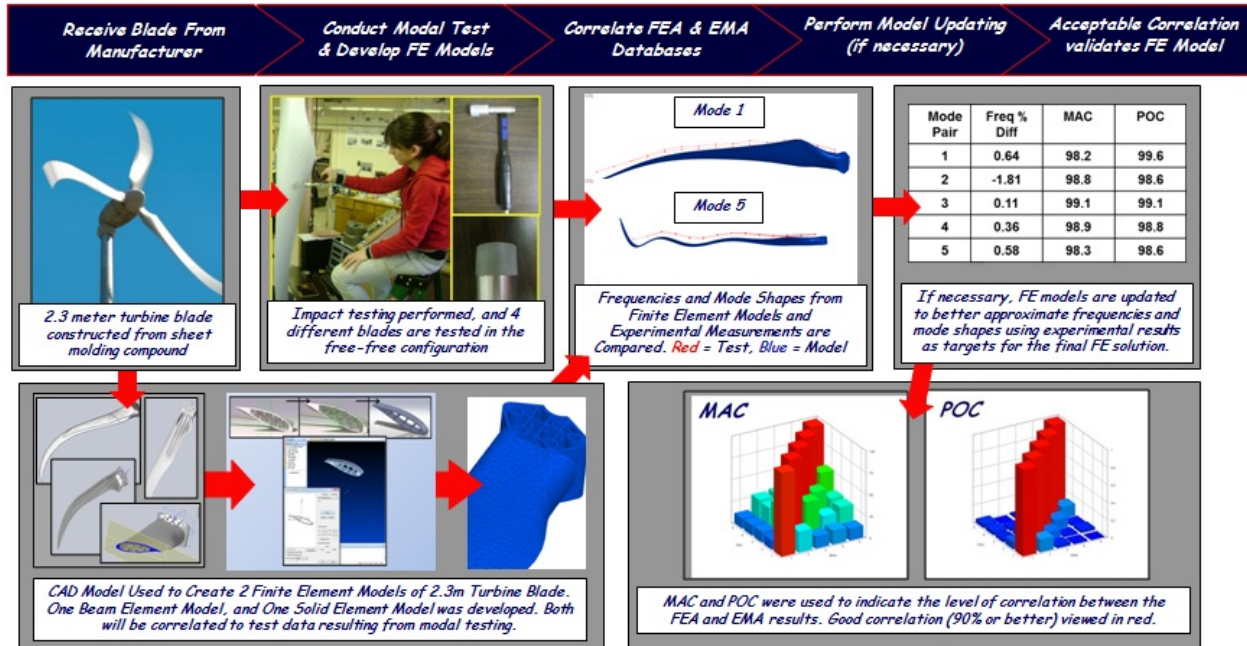 Receive Blade From
Manufacturer
Conduct Modal Test
& Develop FE Models
Correlate FEA & EMA
Databases
Perform Model Updating
(if necessary)
Acceptable Correlation
validates FE Model
2.3 meter turbine blade
constructed from sheet
molding compound
Impact testing performed, and 4
different blades are tested in the
free-free configuration
Mode 1
Mode 5
Frequencies and Mode Shapes from
Finite Element Models and
Experimental Measurements are
Compared. Red = Test, Blue = Model
Mode Pair Freq % Diff MAC POC
1 0.64 98.2 99.6
2 -1.81 98.8 98.6
3 0.11 99.1 99.1
4 0.36 98.9 98.8
5 0.58 98.3 98.6
If necessary, FE models are updated
to better approximate frequencies and
mode shapes using experimental results
as targets for the final FE solution.
CAD Model Used to Create 2 Finite Element Models of 2.3m Turbine Blade.
One Beam Element Model, and One Solid Element Model was developed. Both
will be correlated to test data resulting from modal testing.
MAC
POC
MAC and POC were used to indicate the level of correlation between the
FEA and EMA results. Good correlation (90% or better) viewed in red.